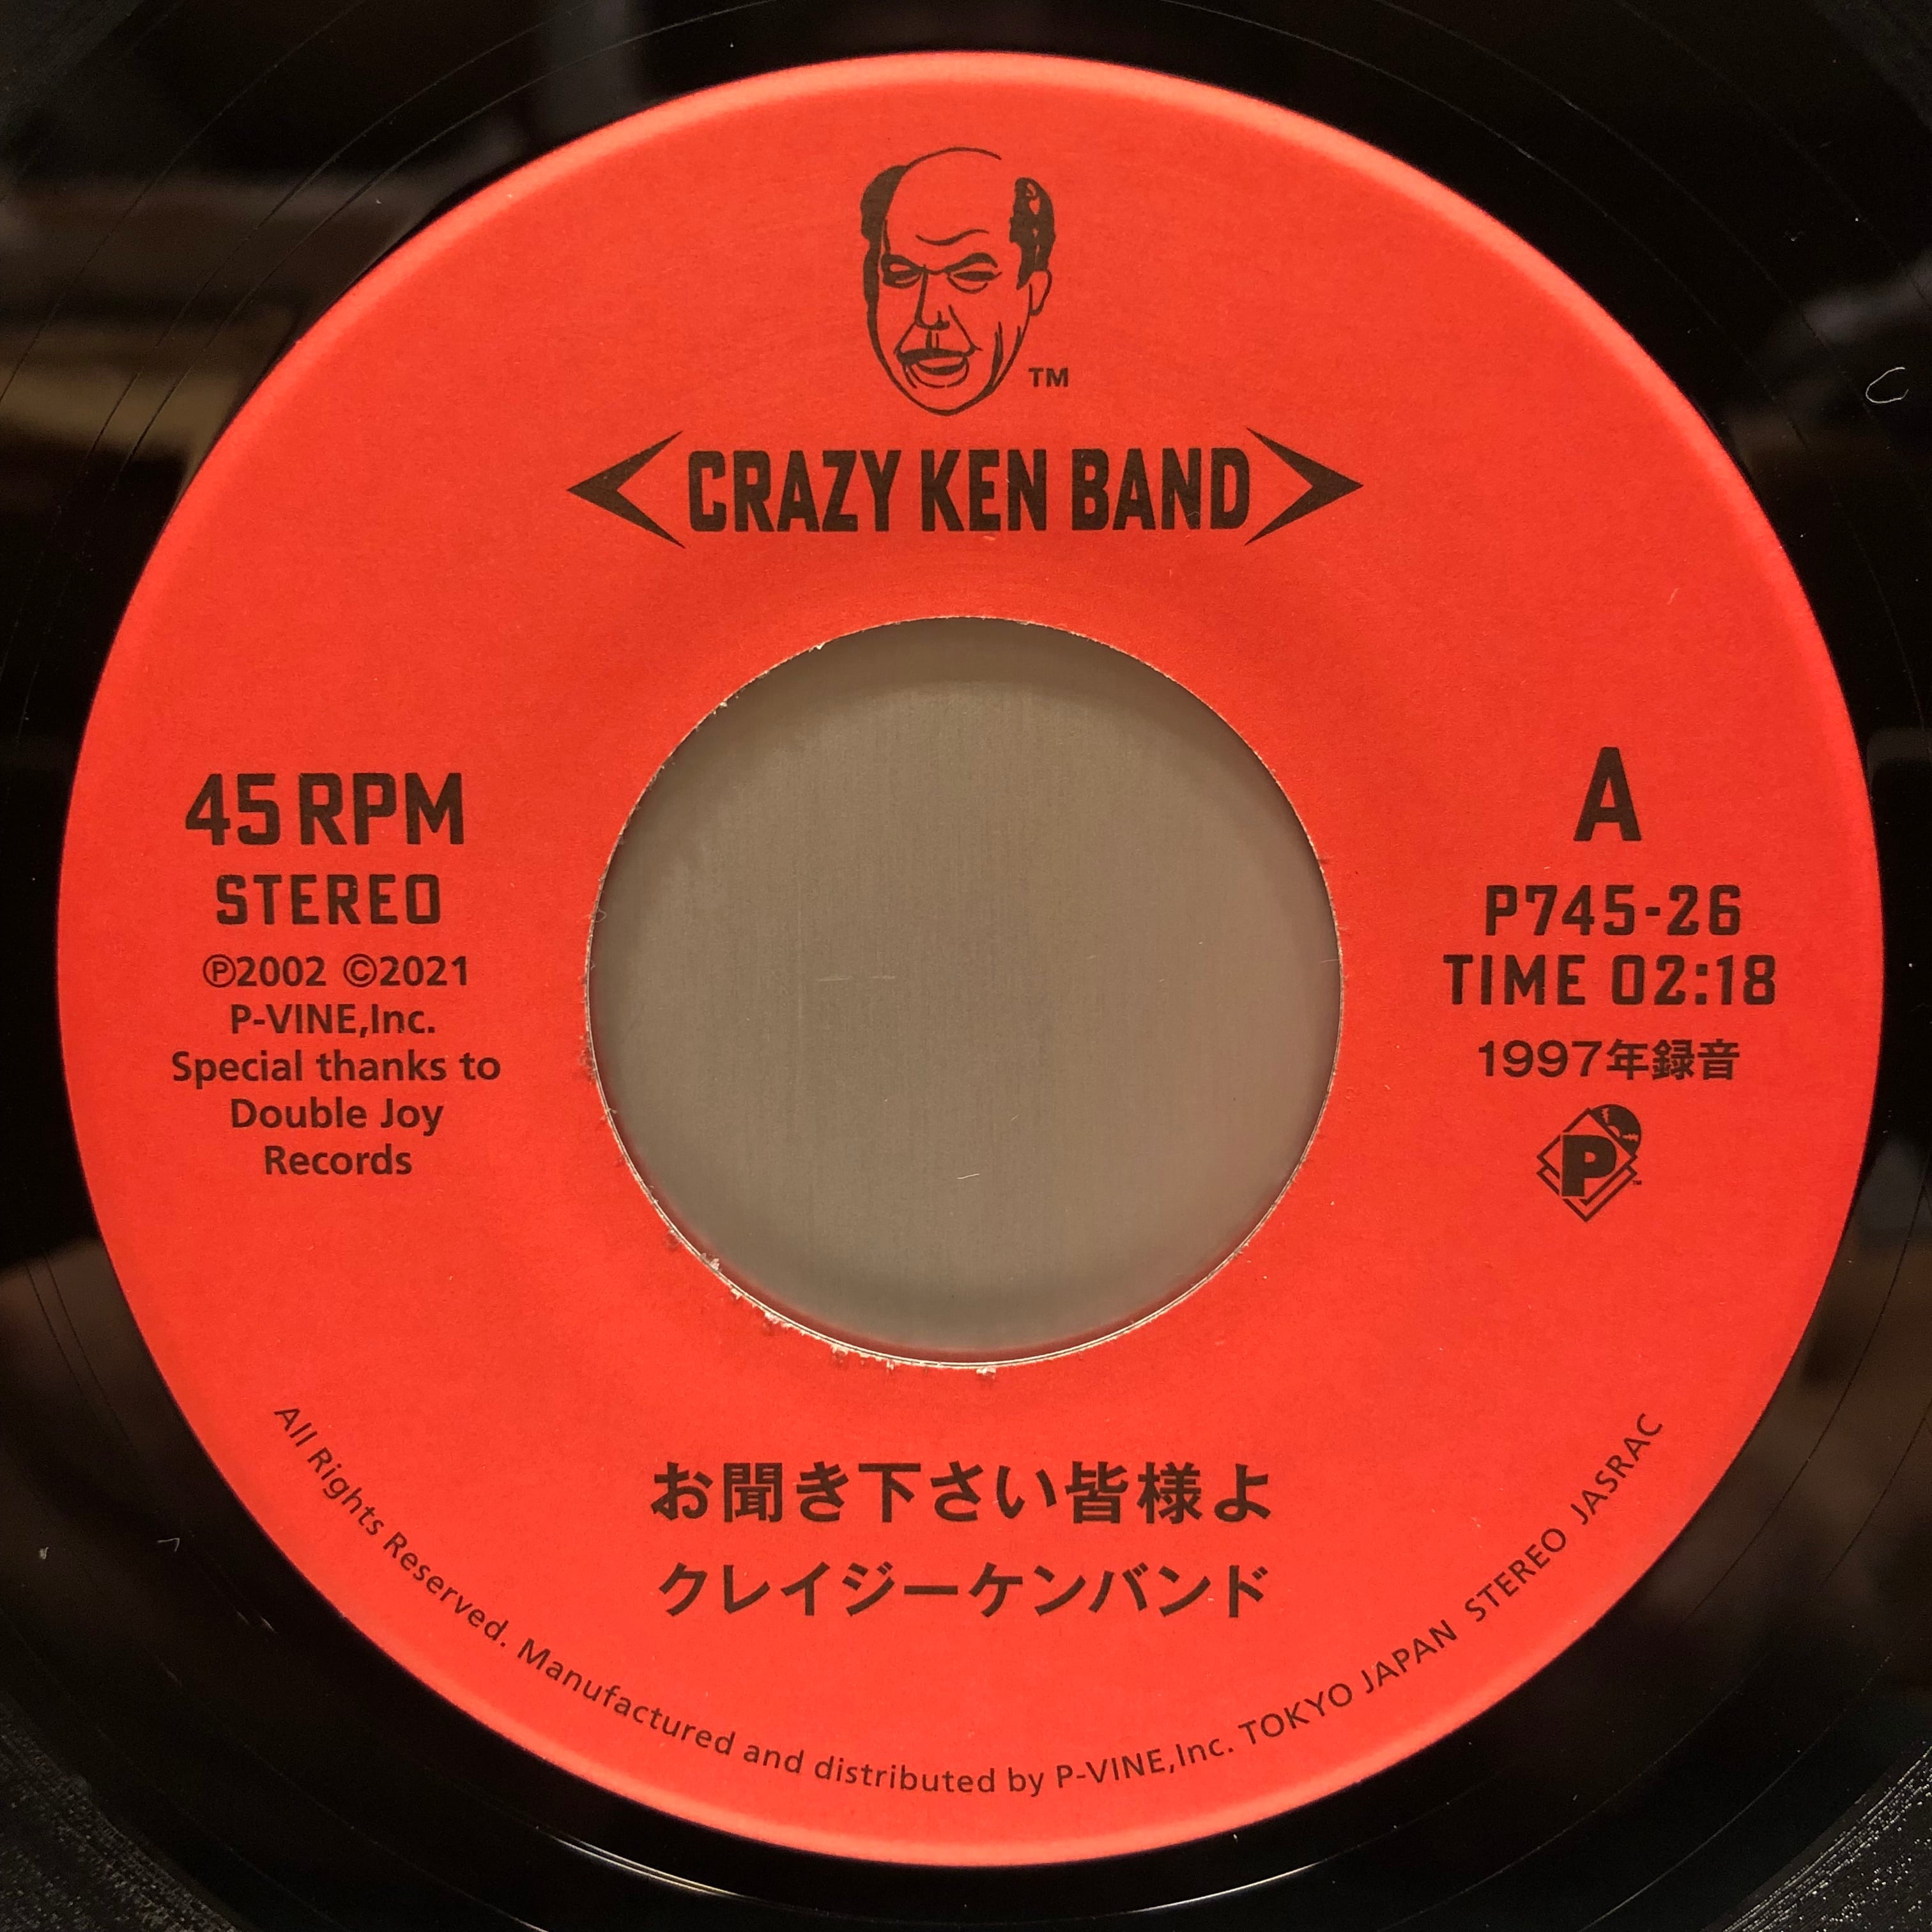 TM
CRAZY KEN BAND
45 RPM
STEREO
Ⓟ2002 ©2021
P-VINE,Inc.
Special thanks to
Double Joy
Records
A
P745-26
TIME 02:18
1997年録音
P
TM
お聞き下さい皆様よ
クレイジーケンバンド
All Rights Reserved. Manufactured and distributed by P-VINE,Inc. TOKYO JAPAN STEREO JASRAC